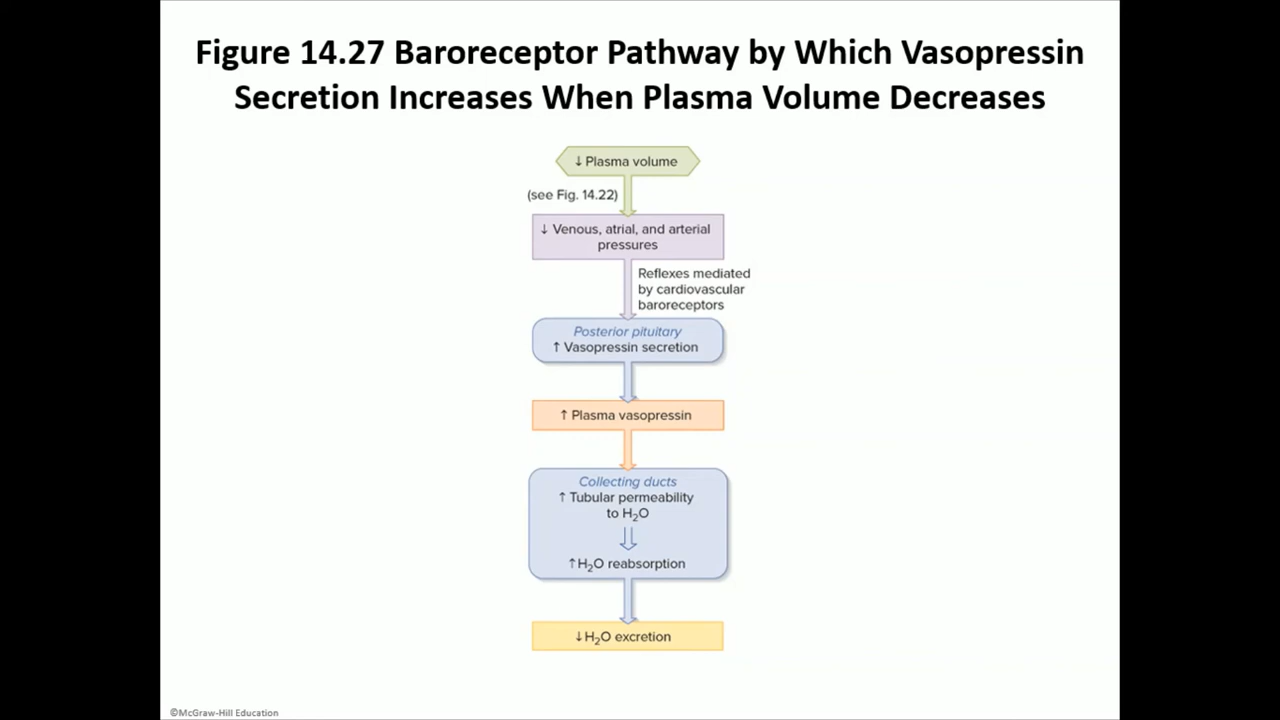 Figure 14.27 Baroreceptor Pathway by Which Vasopressin
Secretion Increases When Plasma Volume Decreases
↓ Plasma volume
(see Fig. 14.22)
↓ Venous, atrial, and arterial
pressures
Reflexes mediated
by cardiovascular
baroreceptors
Posterior pituitary
↑ Vasopressin secretion
↑ Plasma vasopressin
Collecting ducts
↑ Tubular permeability
to H₂O
↑H₂O reabsorption
↓H₂O excretion
©McGraw-Hill Education